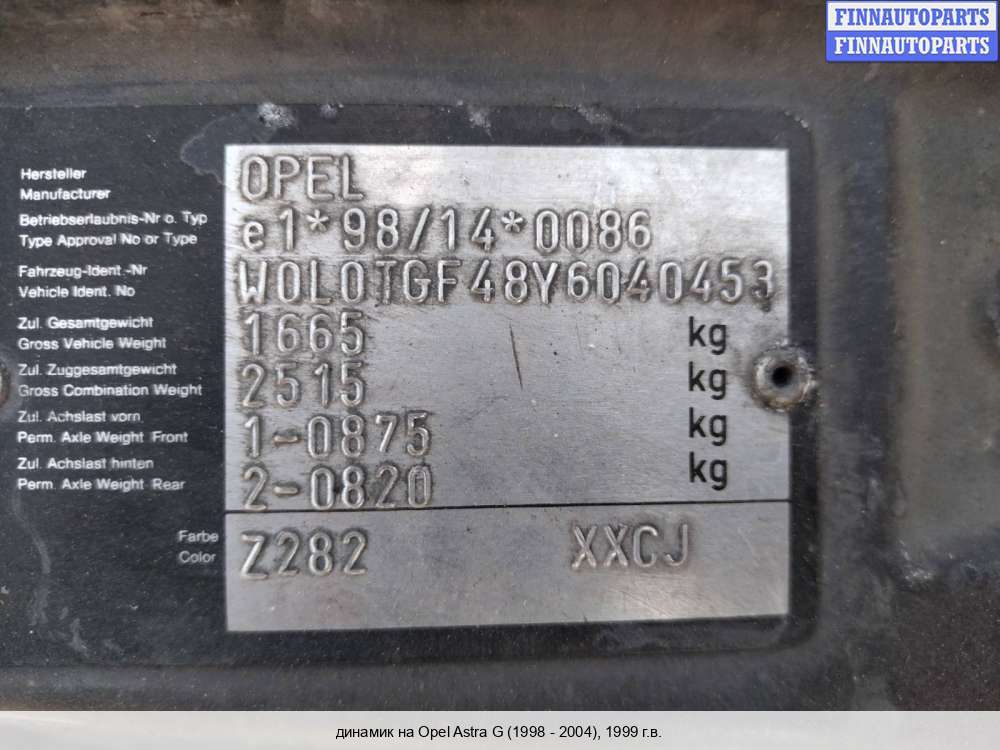 FINNAUTOPARTS
FINNAUTOPARTS
Hersteller
Manufacturer
OPEL
Betriebserlaubnis-Nr o. Typ
Type Approval No or Type
e1*98/14*0086
Fahrzeug-Ident.-Nr
Vehicle Ident. No
W0L0TGF48Y6040453
Zul. Gesamtgewicht
Gross Vehicle Weight
1665 kg
Zul. Zuggesamtgewicht
Gross Combination Weight
2515 kg
Zul. Achslast vorn
Perm. Axle Weight Front
1-0875 kg
Zul. Achslast hinten
Perm. Axle Weight Rear
2-0820 kg
Farbe
Color
Z282 XXCJ
динамик на Opel Astra G (1998 - 2004), 1999 г.в.